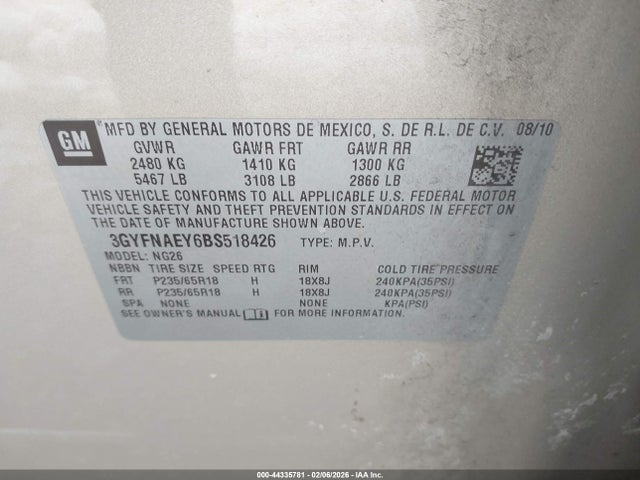 GM ® MFD BY GENERAL MOTORS DE MEXICO, S. DE R.L. DE C.V. 08/10
GVWR GAWR FRT GAWR RR
2480 KG 1410 KG 1300 KG
5467 LB 3108 LB 2866 LB
THIS VEHICLE CONFORMS TO ALL APPLICABLE U.S. FEDERAL MOTOR
VEHICLE SAFETY AND THEFT PREVENTION STANDARDS IN EFFECT ON
THE DATE OF MANUFACTURE SHOWN ABOVE.
3GYFNAEY6BS518426 TYPE: M.P.V.
MODEL: NG26
NBBN TIRE SIZE SPEED RTG RIM COLD TIRE PRESSURE
FRT P235/65R18 H 18X8J 240KPA(35PSI)
RR P235/65R18 H 18X8J 240KPA(35PSI)
SPA NONE NONE KPA(PSI)
SEE OWNER'S MANUAL FOR MORE INFORMATION.
000-44335781 | 02/06/2026 - IAA Inc.